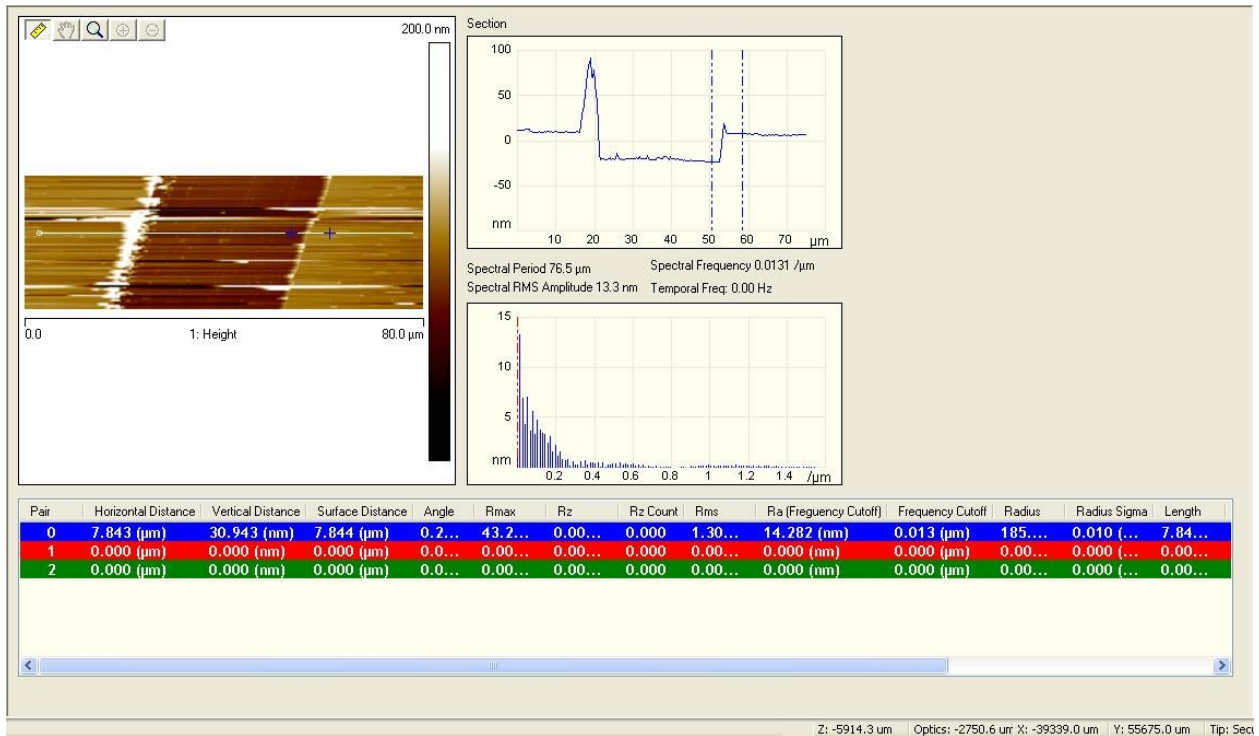 200.0 nm
0.0 1: Height 80.0 µm
Section
100
50
0
-50
nm
10 20 30 40 50 60 70 µm
Spectral Period 76.5 µm Spectral Frequency 0.0131 /µm
Spectral RMS Amplitude 13.3 nm Temporal Freq: 0.00 Hz
15
10
5
nm
0.2 0.4 0.6 0.8 1 1.2 1.4 /µm
Pair Horizontal Distance Vertical Distance Surface Distance Angle Rmax Rz Rz Count Rms Ra (Freguency Cutoff) Frequency Cutoff Radius Radius Sigma Length
0 7.843 (µm) 30.943 (nm) 7.844 (µm) 0.2... 43.2... 0.00... 0.000 1.30... 14.282 (nm) 0.013 (µm) 185.... 0.010 (... 7.84...
1 0.000 (µm) 0.000 (nm) 0.000 (µm) 0.0... 0.00... 0.00... 0.000 0.00... 0.000 (nm) 0.000 (µm) 0.00... 0.000 (... 0.00...
2 0.000 (µm) 0.000 (nm) 0.000 (µm) 0.0... 0.00... 0.00... 0.000 0.00... 0.000 (nm) 0.000 (µm) 0.00... 0.000 (... 0.00...
Z: -5914.3 um Optics: -2750.6 um X: -39339.0 um Y: 55675.0 um Tip: Secu